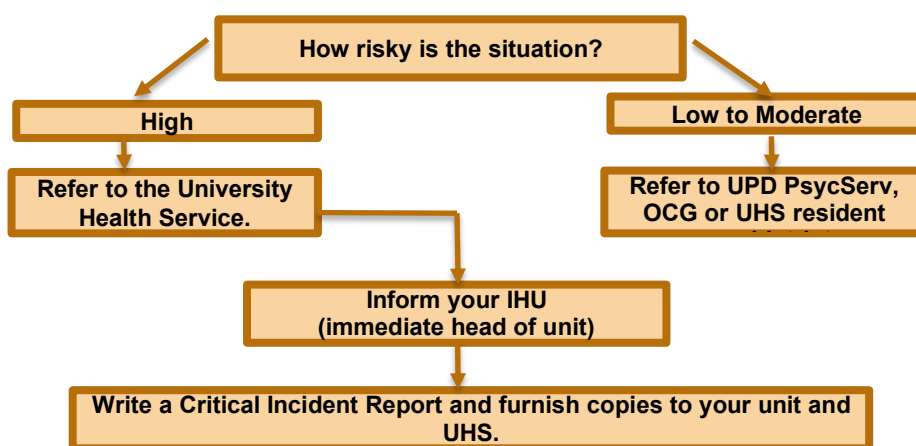 How risky is the situation?
High
Low to Moderate
Refer to the University
Health Service.
Refer to UPD PsycServ,
OCG or UHS resident
Inform your IHU
(immediate head of unit)
Write a Critical Incident Report and furnish copies to your unit and
UHS.